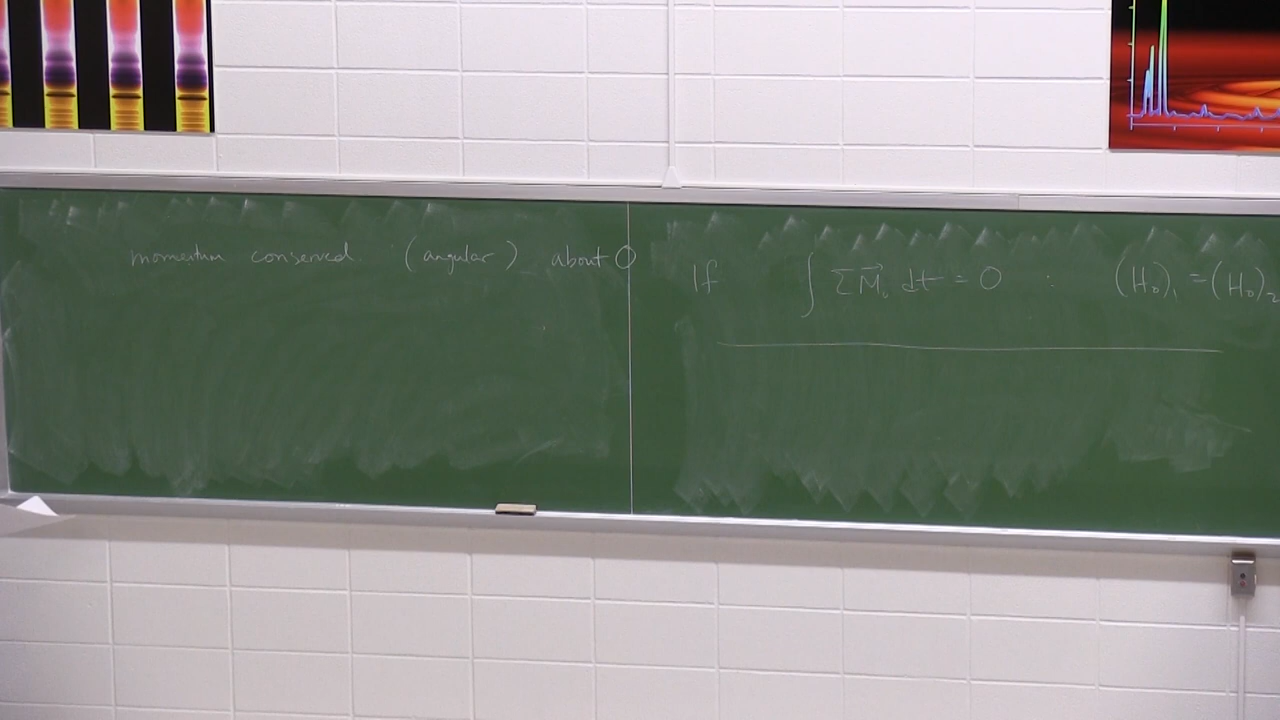 momentum conserved. (angular) about O
If ∫ΣM⃗₀ dt = 0 : (H₀)₁ = (H₀)₂